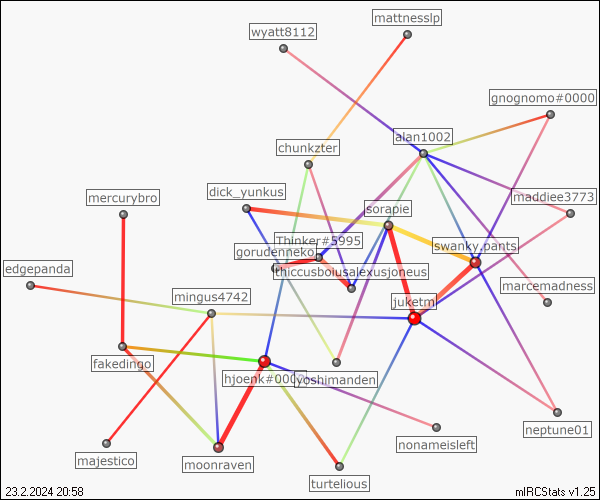 mattnesslp
wyatt8112
gnognomo#0000
alan1002
chunkzter
mercurybro
dick_yunkus
maddiee3773
sorapie
Thinker#5995
swanky.pants
gorudenneko
edgepanda
thiccusboiusalexusjoneus
marcemadness
mingus4742
juketm
fakedingo
hjoenk#000
yoshimanden
neptune01
nonameisleft
majestico
moonraven
turtelious
23.2.2024 20:58
mIRCStats v1.25